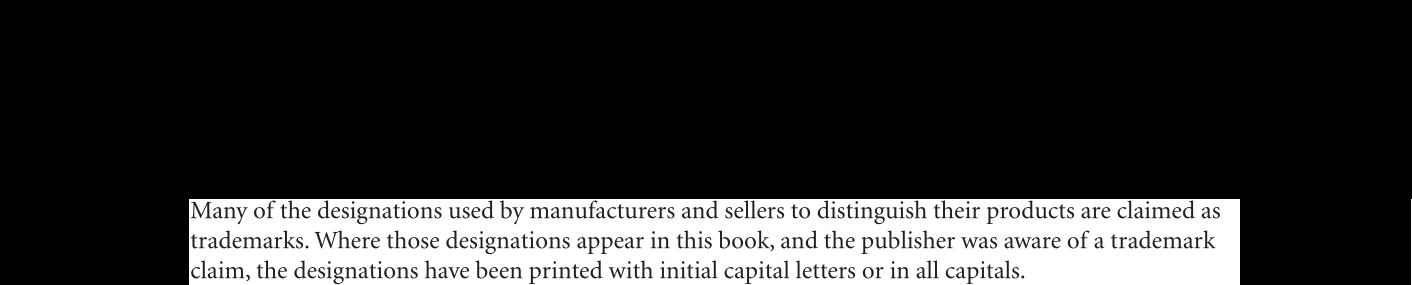 Many of the designations used by manufacturers and sellers to distinguish their products are claimed as
trademarks. Where those designations appear in this book, and the publisher was aware of a trademark
claim, the designations have been printed with initial capital letters or in all capitals.